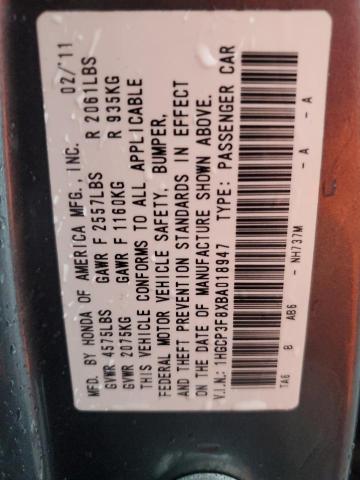 MFD. BY HONDA OF AMERICA MFG., INC. 02/'11
GVWR 4575LBS GAWR F 2557LBS R 2061LBS
GVWR 2075KG GAWR F 1160KG R 935KG
THIS VEHICLE CONFORMS TO ALL APPLICABLE
FEDERAL MOTOR VEHICLE SAFETY, BUMPER,
AND THEFT PREVENTION STANDARDS IN EFFECT
ON THE DATE OF MANUFACTURE SHOWN ABOVE.
V.I.N.: 1HGCP3F8XBA018947 TYPE: PASSENGER CAR
TA6 B AB6 - NH737M - A - A